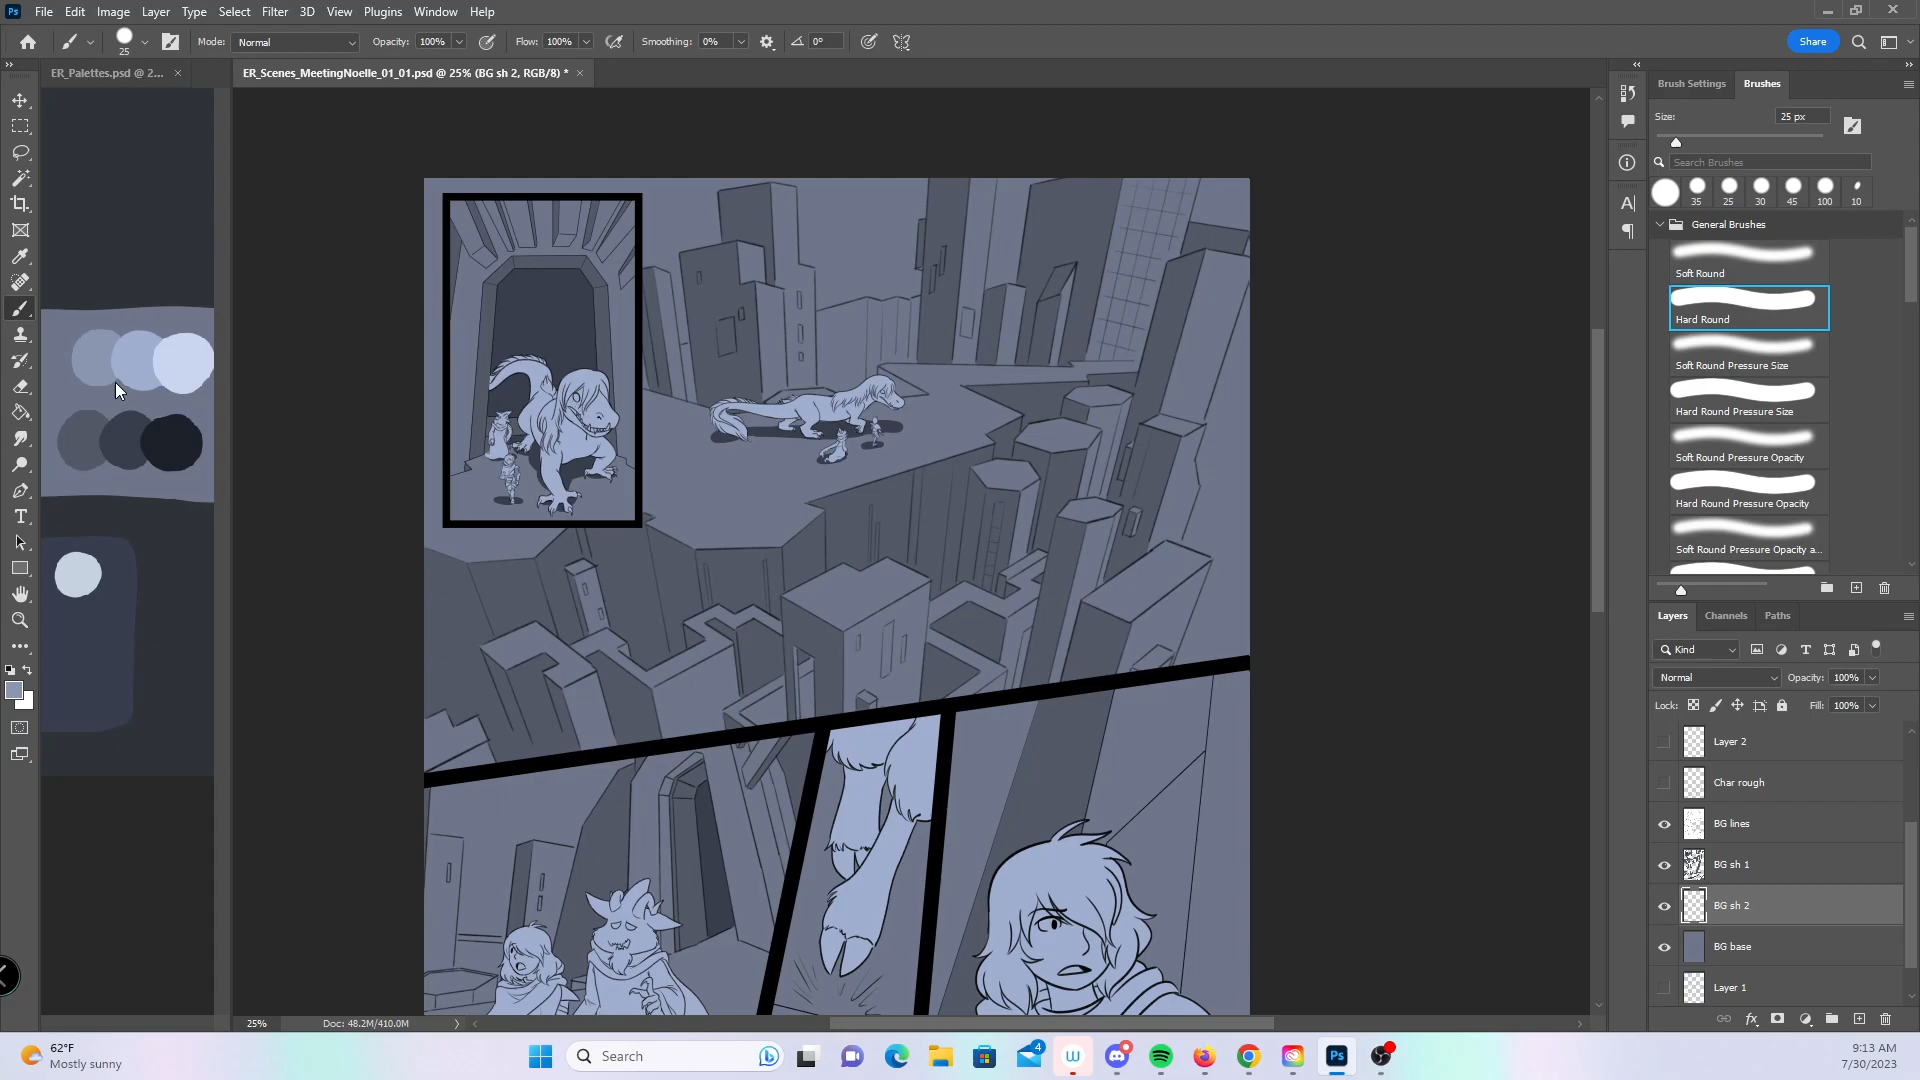 Ps File Edit Image Layer Type Select Filter 3D View Plugins Window Help
25 Mode: Normal Opacity: 100% Flow: 100% Smoothing: 0% 0° Share
ER_Palettes.psd @ 2... × ER_Scenes_MeetingNoelle_01_01.psd @ 25% (BG sh 2, RGB/8) * ×
Brush Settings Brushes
Size: 25 px
Search Brushes
35 25 30 45 100 10
General Brushes
Soft Round
Hard Round
Soft Round Pressure Size
Hard Round Pressure Size
Soft Round Pressure Opacity
Hard Round Pressure Opacity
Soft Round Pressure Opacity a...
Layers Channels Paths
Kind
Normal Opacity: 100%
Lock: Fill: 100%
Layer 2
Char rough
BG lines
BG sh 1
BG sh 2
BG base
Layer 1
25% Doc: 48.2M/410.0M
62°F
Mostly sunny
Search
4
Ps
9:13 AM
7/30/2023